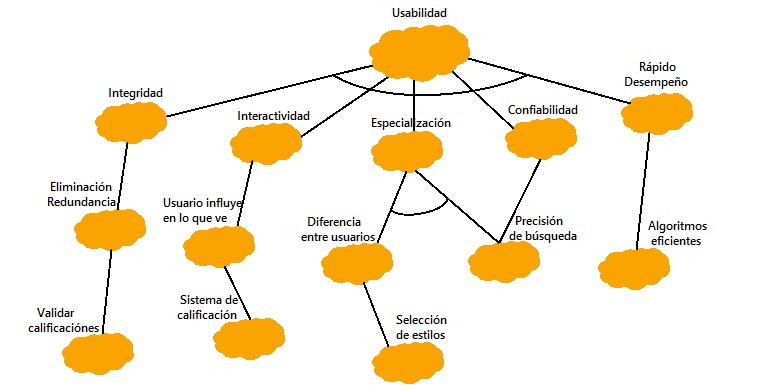 Usabilidad
Integridad
Interactividad
Especialización
Confiabilidad
Rápido
Desempeño
Eliminación
Redundancia
Usuario influye
en lo que ve
Diferencia
entre usuarios
Precisión
de búsqueda
Algoritmos
eficientes
Validar
calificaciónes
Sistema de
calificación
Selección
de estilos